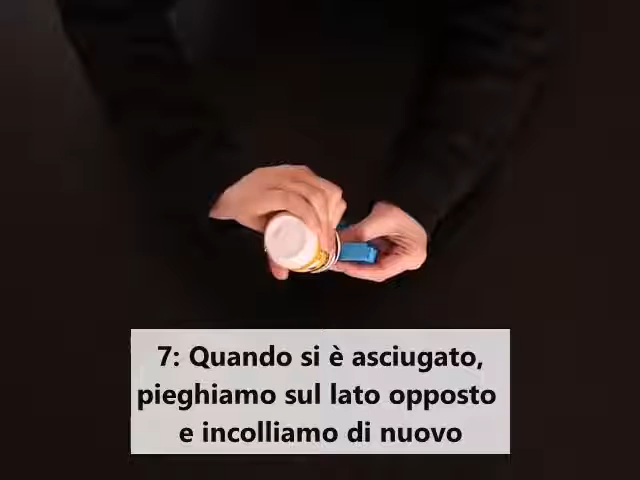 7: Quando si è asciugato,
pieghiamo sul lato opposto
e incolliamo di nuovo